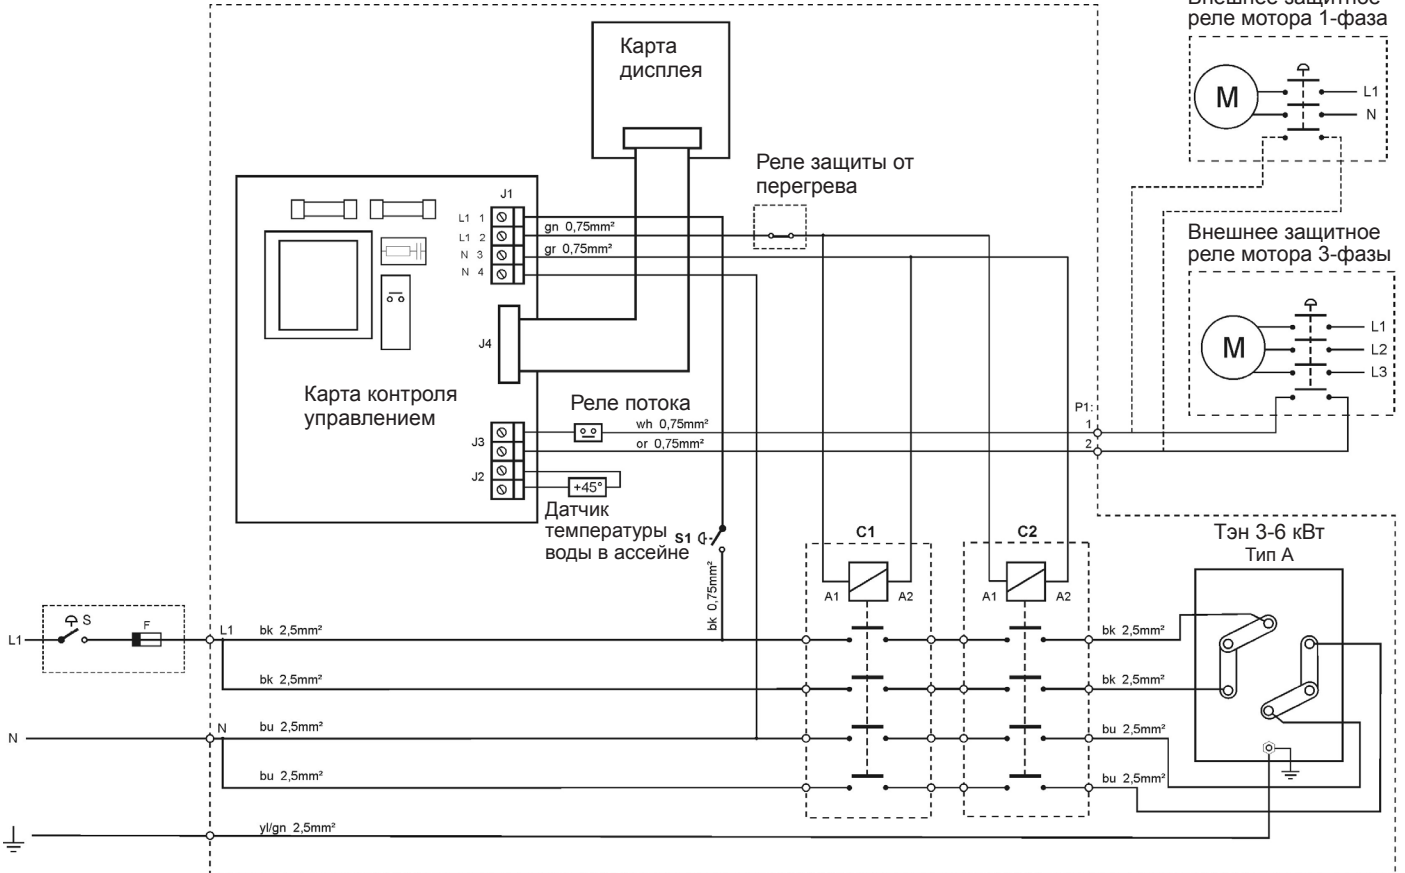 Внешнее защитное
реле мотора 1-фаза
M
L1
N
Карта
дисплея
Реле защиты от
перегрева
J1
L1 1
L1 2
N 3
N 4
gn 0,75mm²
gr 0,75mm²
Внешнее защитное
реле мотора 3-фазы
M
L1
L2
L3
J4
Карта контроля
управлением
Реле потока
wh 0,75mm²
or 0,75mm²
P1:
1
2
J3
J2
+45°
Датчик
температуры
воды в ассейне
S1
bk 0,75mm²
C1
A1 A2
C2
A1 A2
Тэн 3-6 кВт
Тип А
L1
S
F
L1
bk 2,5mm²
bk 2,5mm²
bk 2,5mm²
bk 2,5mm²
N
N
bu 2,5mm²
bu 2,5mm²
bu 2,5mm²
bu 2,5mm²
yl/gn 2,5mm²